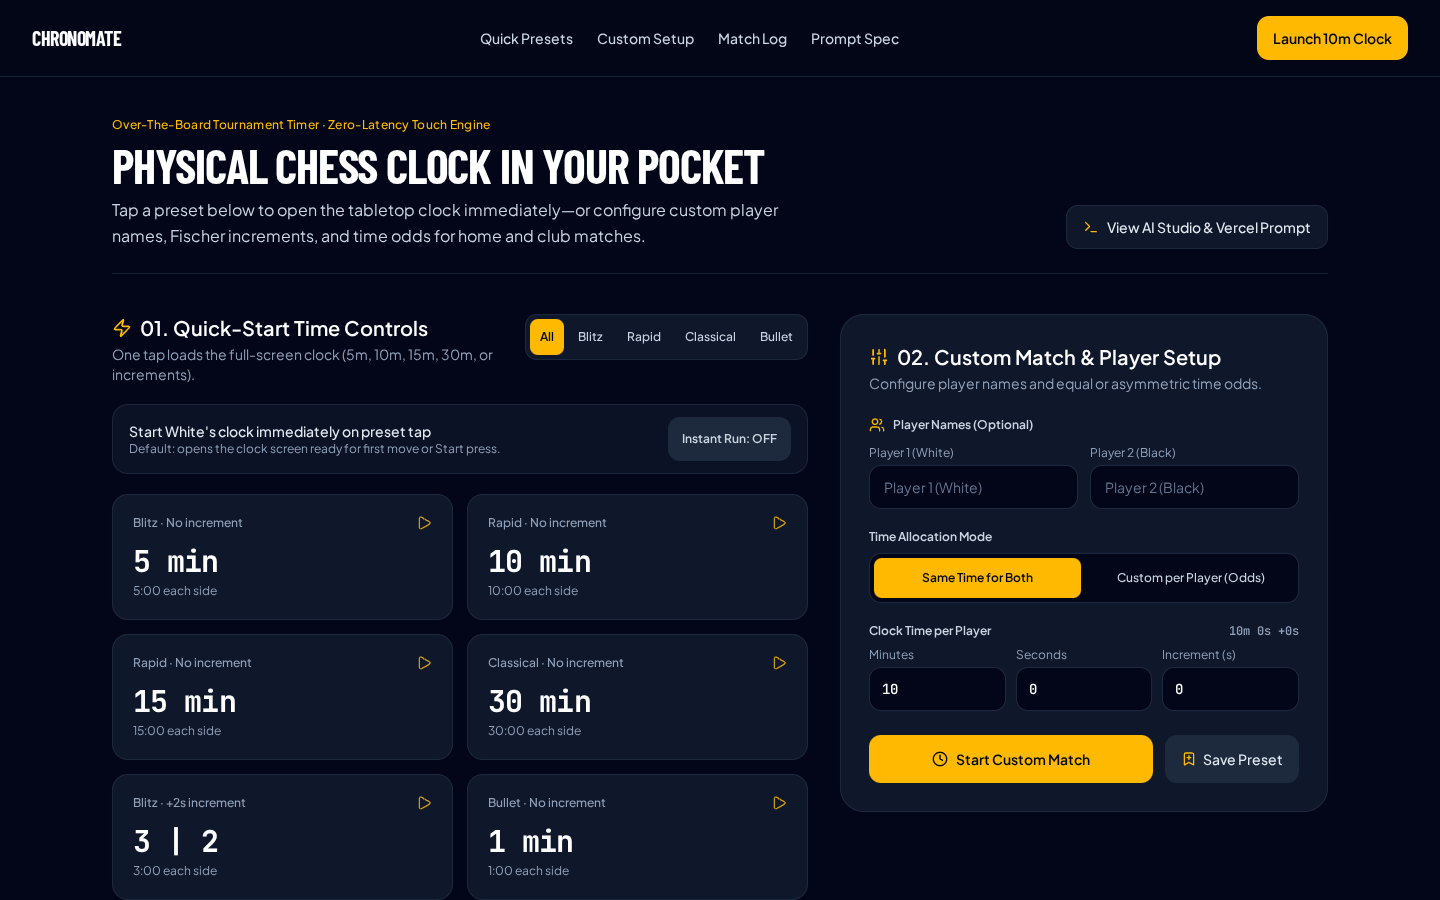 CHRONOMATE
Quick Presets
Custom Setup
Match Log
Prompt Spec
Launch 10m Clock
Over-The-Board Tournament Timer · Zero-Latency Touch Engine
PHYSICAL CHESS CLOCK IN YOUR POCKET
Tap a preset below to open the tabletop clock immediately—or configure custom player
names, Fischer increments, and time odds for home and club matches.
View AI Studio & Vercel Prompt
01. Quick-Start Time Controls
One tap loads the full-screen clock (5m, 10m, 15m, 30m, or
increments).
All
Blitz
Rapid
Classical
Bullet
Start White's clock immediately on preset tap
Default: opens the clock screen ready for first move or Start press.
Instant Run: OFF
Blitz · No increment
5 min
5:00 each side
Rapid · No increment
10 min
10:00 each side
Rapid · No increment
15 min
15:00 each side
Classical · No increment
30 min
30:00 each side
Blitz · +2s increment
3 | 2
3:00 each side
Bullet · No increment
1 min
1:00 each side
02. Custom Match & Player Setup
Configure player names and equal or asymmetric time odds.
Player Names (Optional)
Player 1 (White)
Player 2 (Black)
Player 1 (White)
Player 2 (Black)
Time Allocation Mode
Same Time for Both
Custom per Player (Odds)
Clock Time per Player
10m 0s +0s
Minutes
Seconds
Increment (s)
10
0
0
Start Custom Match
Save Preset